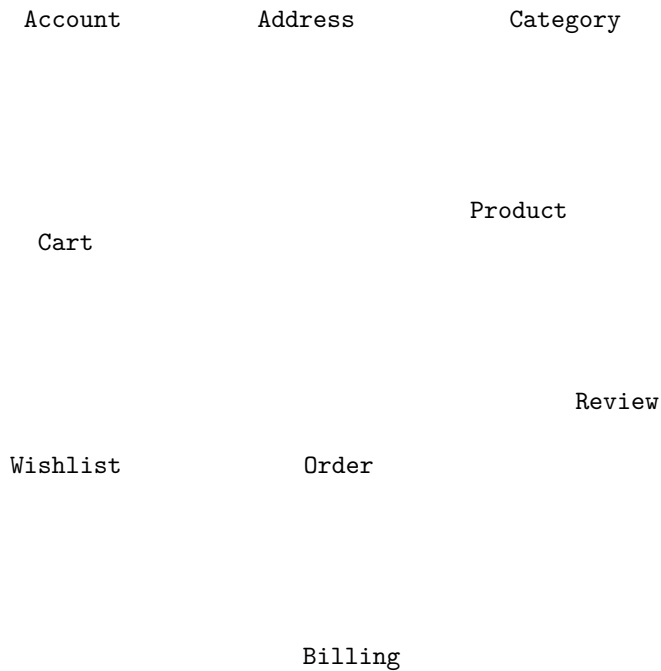 Account Address Category
Product
Cart
Review
Wishlist Order
Billing